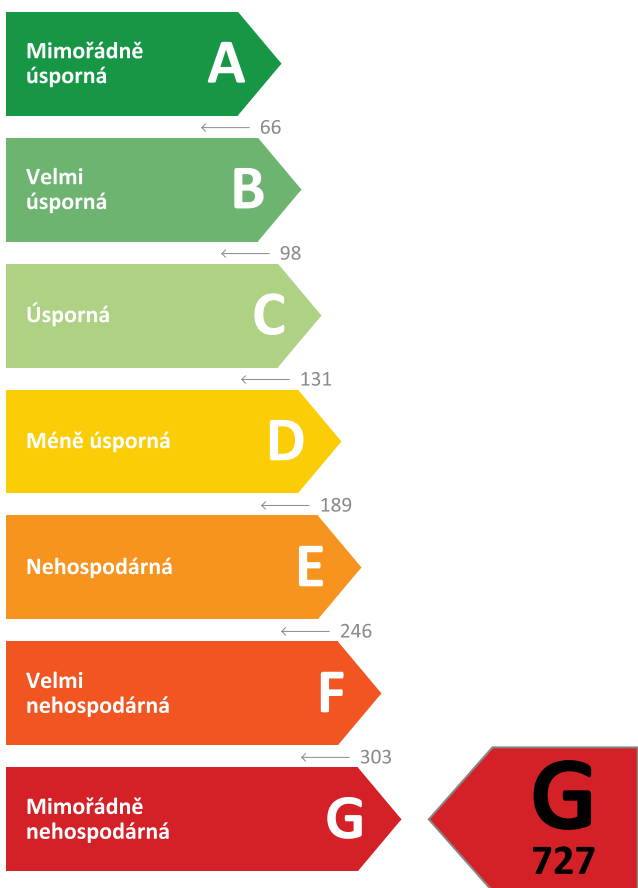 Mimořádně
úsporná
A
66
Velmi
úsporná
B
98
Úsporná
C
131
Méně úsporná
D
189
Nehospodárná
E
246
Velmi
nehospodárná
F
303
Mimořádně
nehospodárná
G
G
727